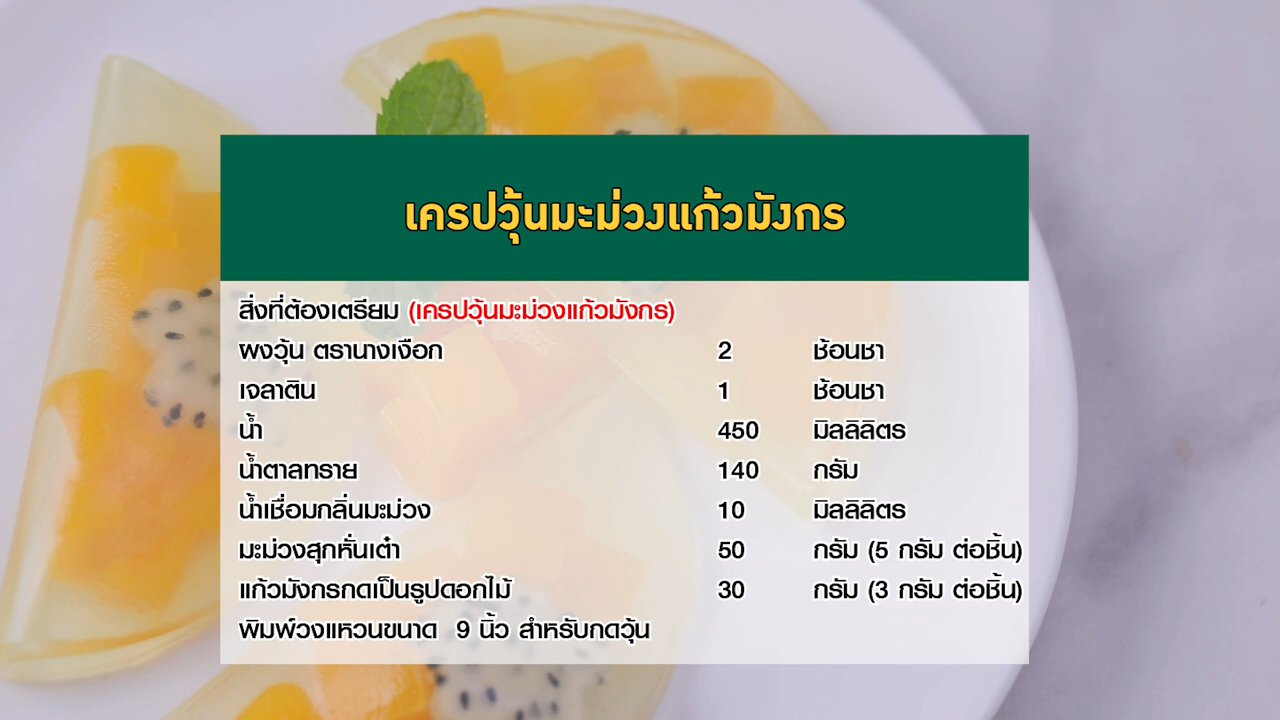 เครปวุ้นมะม่วงแก้วมังกร
สิ่งที่ต้องเตรียม (เครปวุ้นมะม่วงแก้วมังกร)
ผงวุ้น ตรานางเงือก 2 ช้อนชา
เจลาติน 1 ช้อนชา
น้ำ 450 มิลลิลิตร
น้ำตาลทราย 140 กรัม
น้ำเชื่อมกลิ่นมะม่วง 10 มิลลิลิตร
มะม่วงสุกหั่นเต๋า 50 กรัม (5 กรัม ต่อชิ้น)
แก้วมังกรกดเป็นรูปดอกไม้ 30 กรัม (3 กรัม ต่อชิ้น)
พิมพ์วงแหวนขนาด 9 นิ้ว สำหรับกดวุ้น